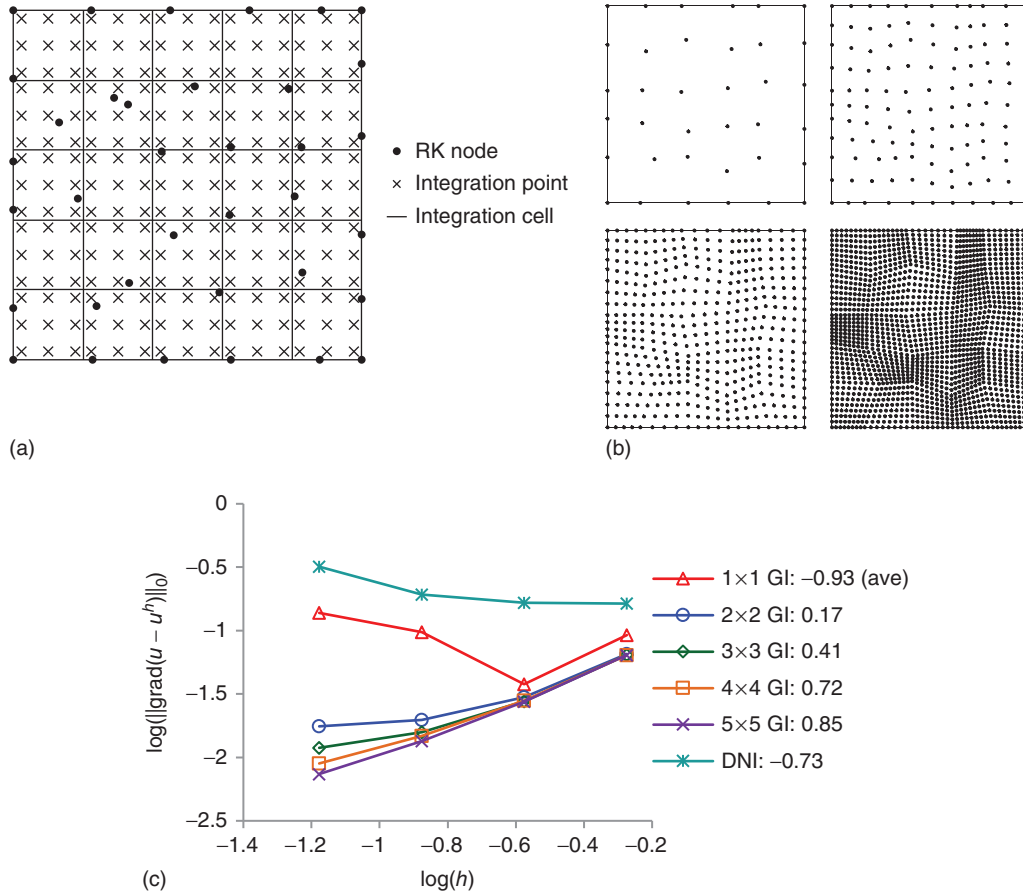 RK node
Integration point
Integration cell
(a)
(b)
0
−0.5
−1
−1.5
−2
−2.5
−1.4
−1.2
−1
−0.8
−0.6
−0.4
−0.2
log(||grad(u − uʰ)||₀)
log(h)
1×1 GI: −0.93 (ave)
2×2 GI: 0.17
3×3 GI: 0.41
4×4 GI: 0.72
5×5 GI: 0.85
DNI: −0.73
(c)